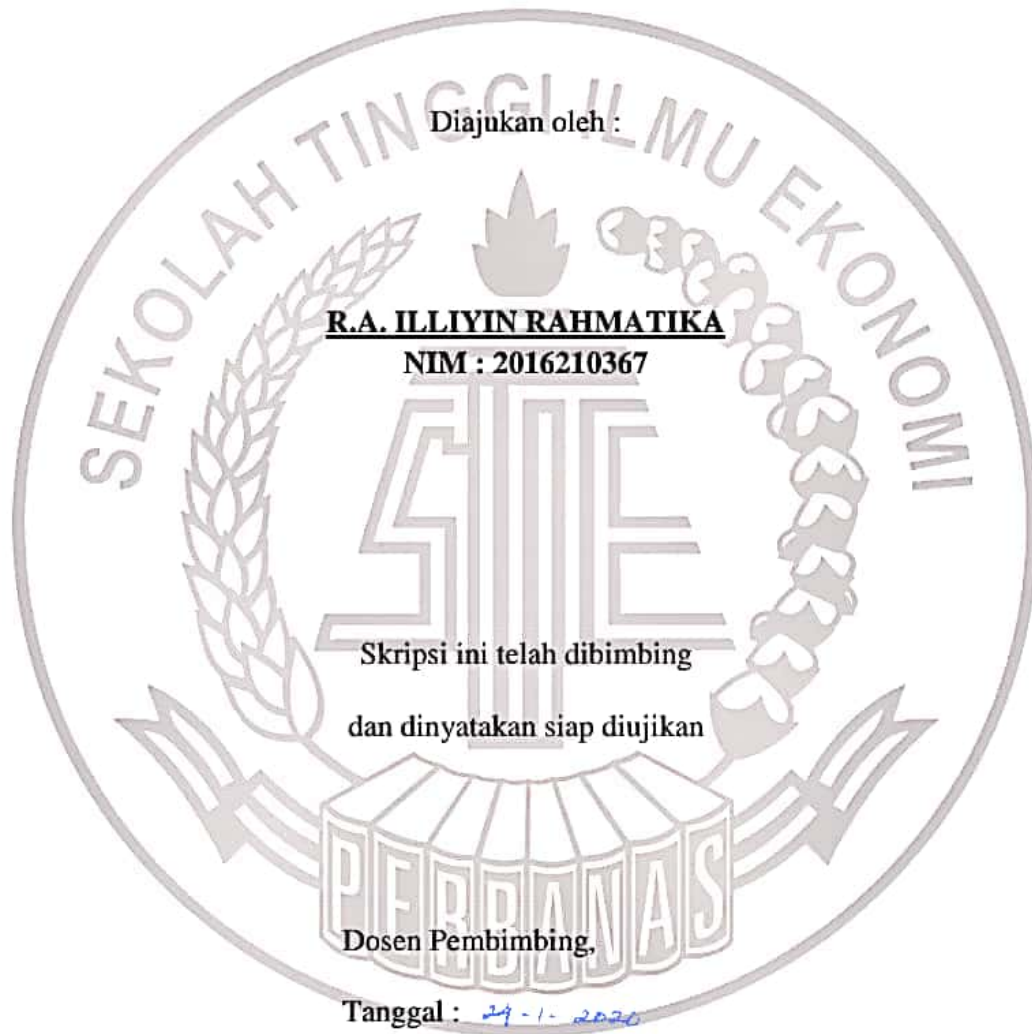 Diajukan oleh :
SEKOLAH TINGGI ILMU EKONOMI
R.A. ILLIYIN RAHMATIKA
NIM : 2016210367
STIE
Skripsi ini telah dibimbing
dan dinyatakan siap diujikan
PERBANAS
Dosen Pembimbing,
Tanggal : 29-1-2020